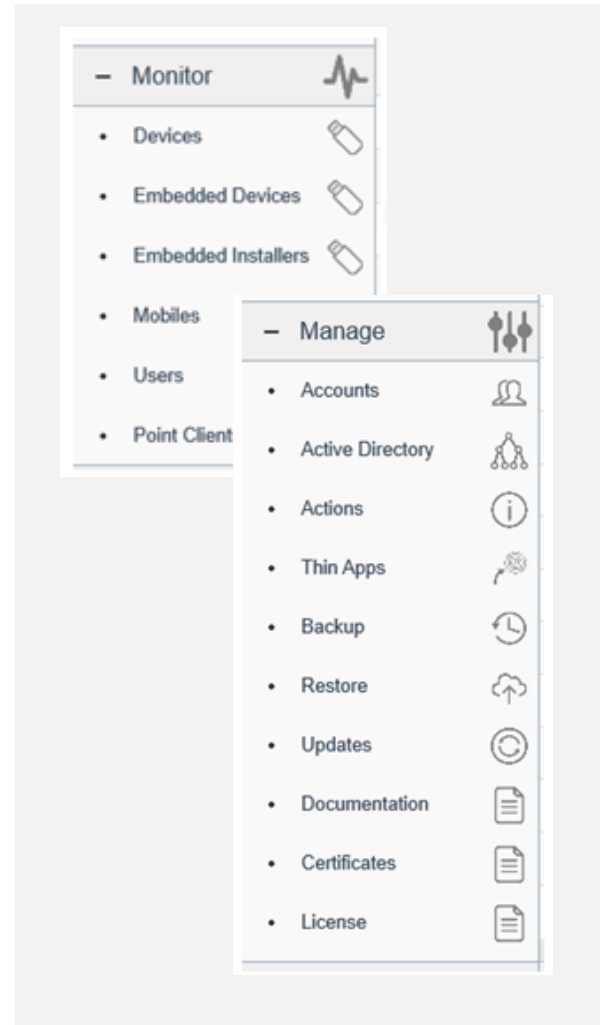 Monitor
Devices
Embedded Devices
Embedded Installers
Mobiles
Users
Point Client
Manage
Accounts
Active Directory
Actions
Thin Apps
Backup
Restore
Updates
Documentation
Certificates
License